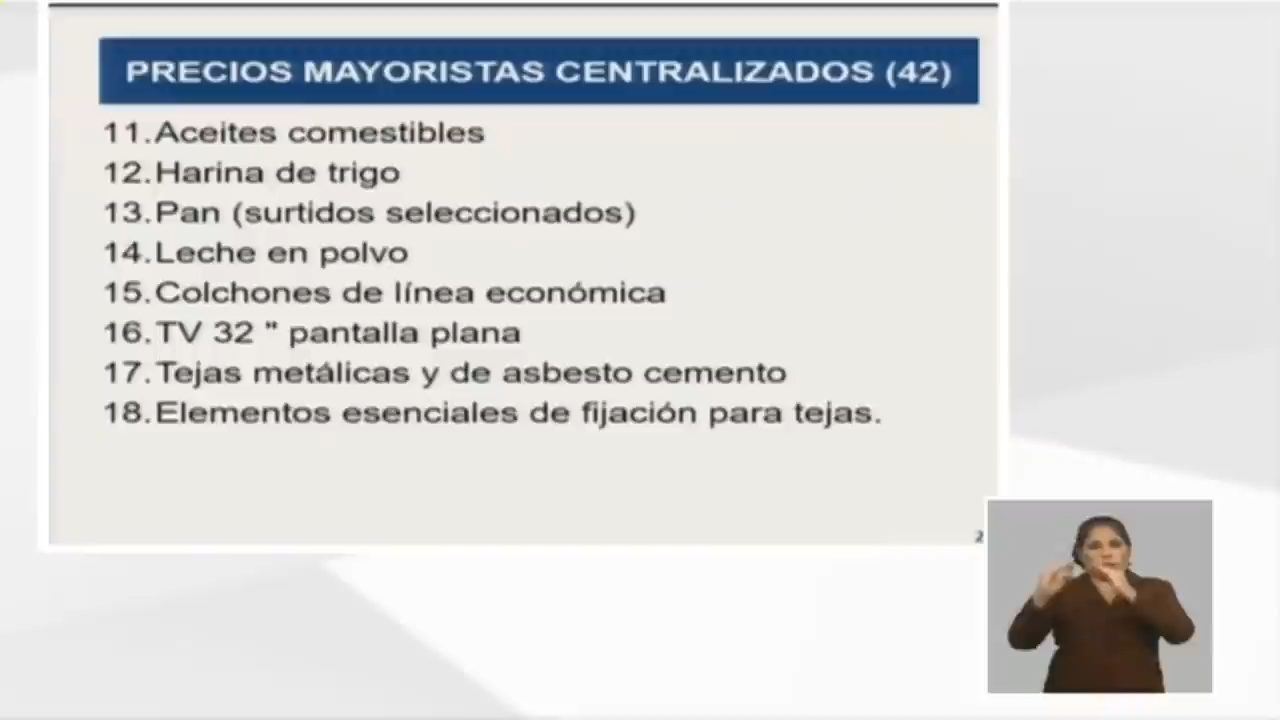 PRECIOS MAYORISTAS CENTRALIZADOS (42)
11. Aceites comestibles
12. Harina de trigo
13. Pan (surtidos seleccionados)
14. Leche en polvo
15. Colchones de línea económica
16. TV 32 " pantalla plana
17. Tejas metálicas y de asbesto cemento
18. Elementos esenciales de fijación para tejas.
2